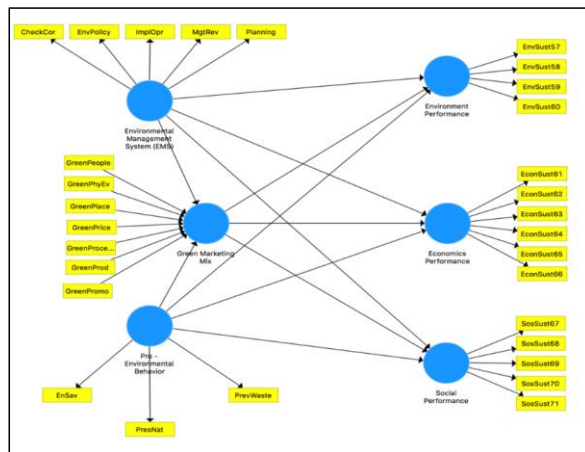 CheckCor
EnvPolicy
ImplOpr
MgtRev
Planning
Environmental
Management
System (EMS)
GreenPeople
GreenPhyEv
GreenPlace
GreenPrice
GreenProce....
GreenProd
GreenPromo
Green Marketing
Mix
Pro -
Environmental
Behavior
EnSav
PresNat
PrevWaste
Environment
Performance
EnvSust57
EnvSust58
EnvSust59
EnvSust60
Economics
Performance
EconSust61
EconSust62
EconSust63
EconSust64
EconSust65
EconSust66
Social
Performance
SosSust67
SosSust68
SosSust69
SosSust70
SosSust71